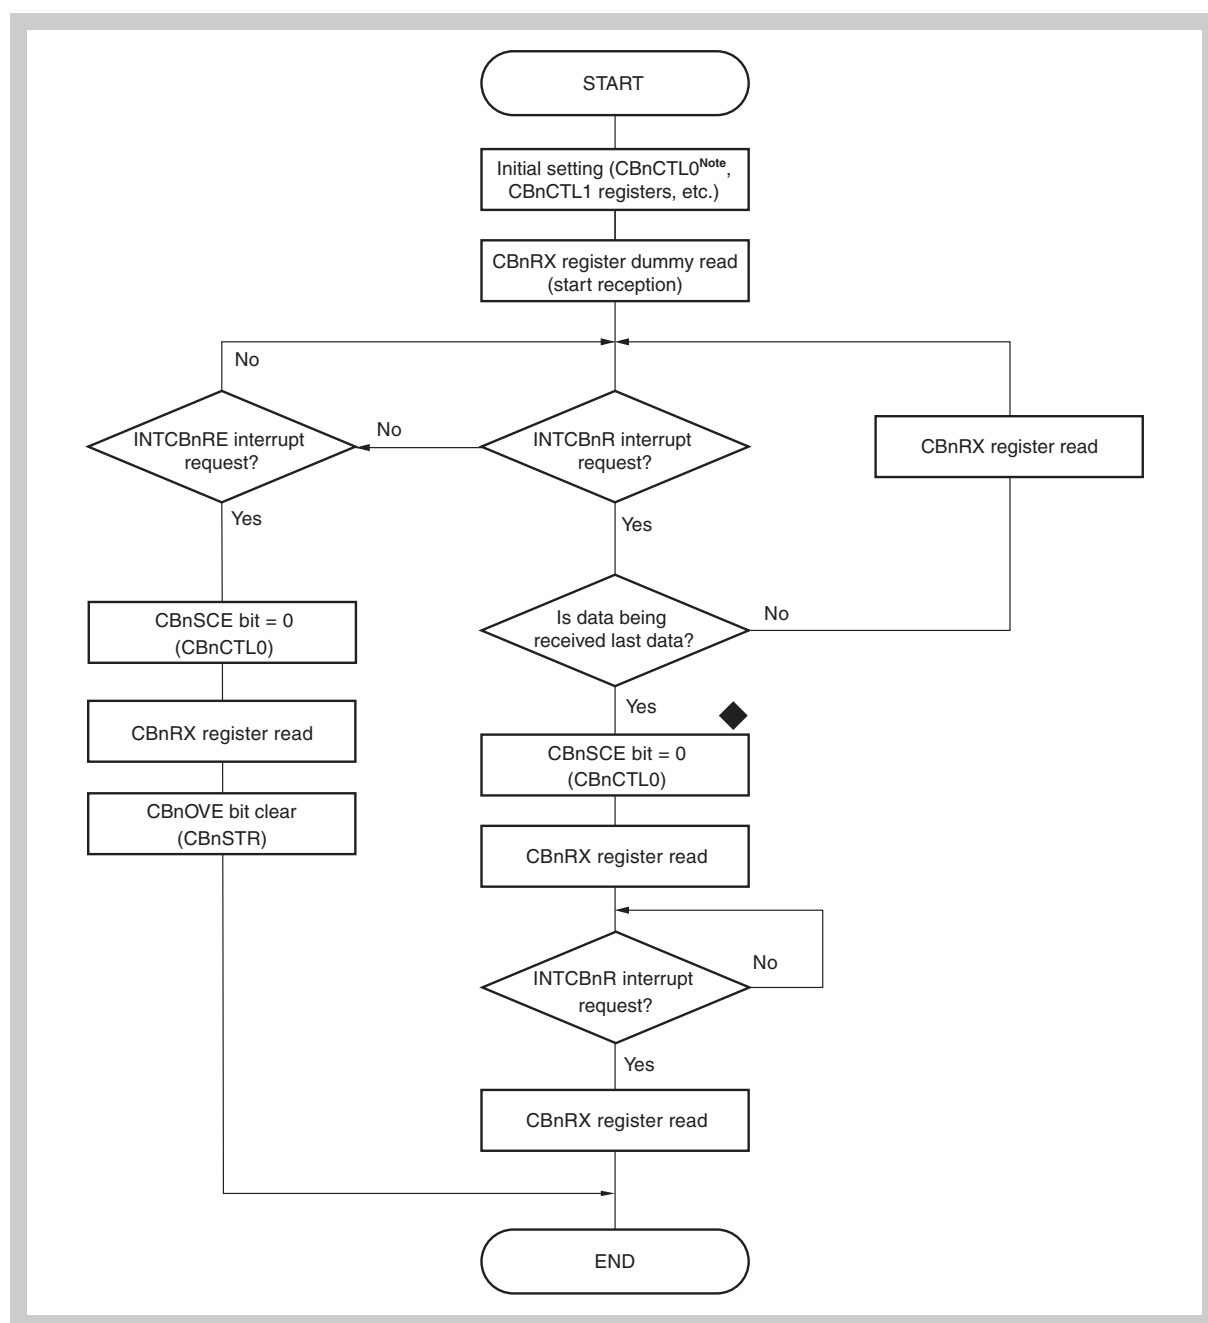 START
Initial setting (CBnCTL0Note,
CBnCTL1 registers, etc.)
CBnRX register dummy read
(start reception)
No
INTCBnRE interrupt
request?
No
INTCBnR interrupt
request?
CBnRX register read
Yes
Yes
Is data being
received last data?
No
CBnSCE bit = 0
(CBnCTL0)
Yes
CBnRX register read
CBnSCE bit = 0
(CBnCTL0)
CBnOVE bit clear
(CBnSTR)
CBnRX register read
INTCBnR interrupt
request?
No
Yes
CBnRX register read
END